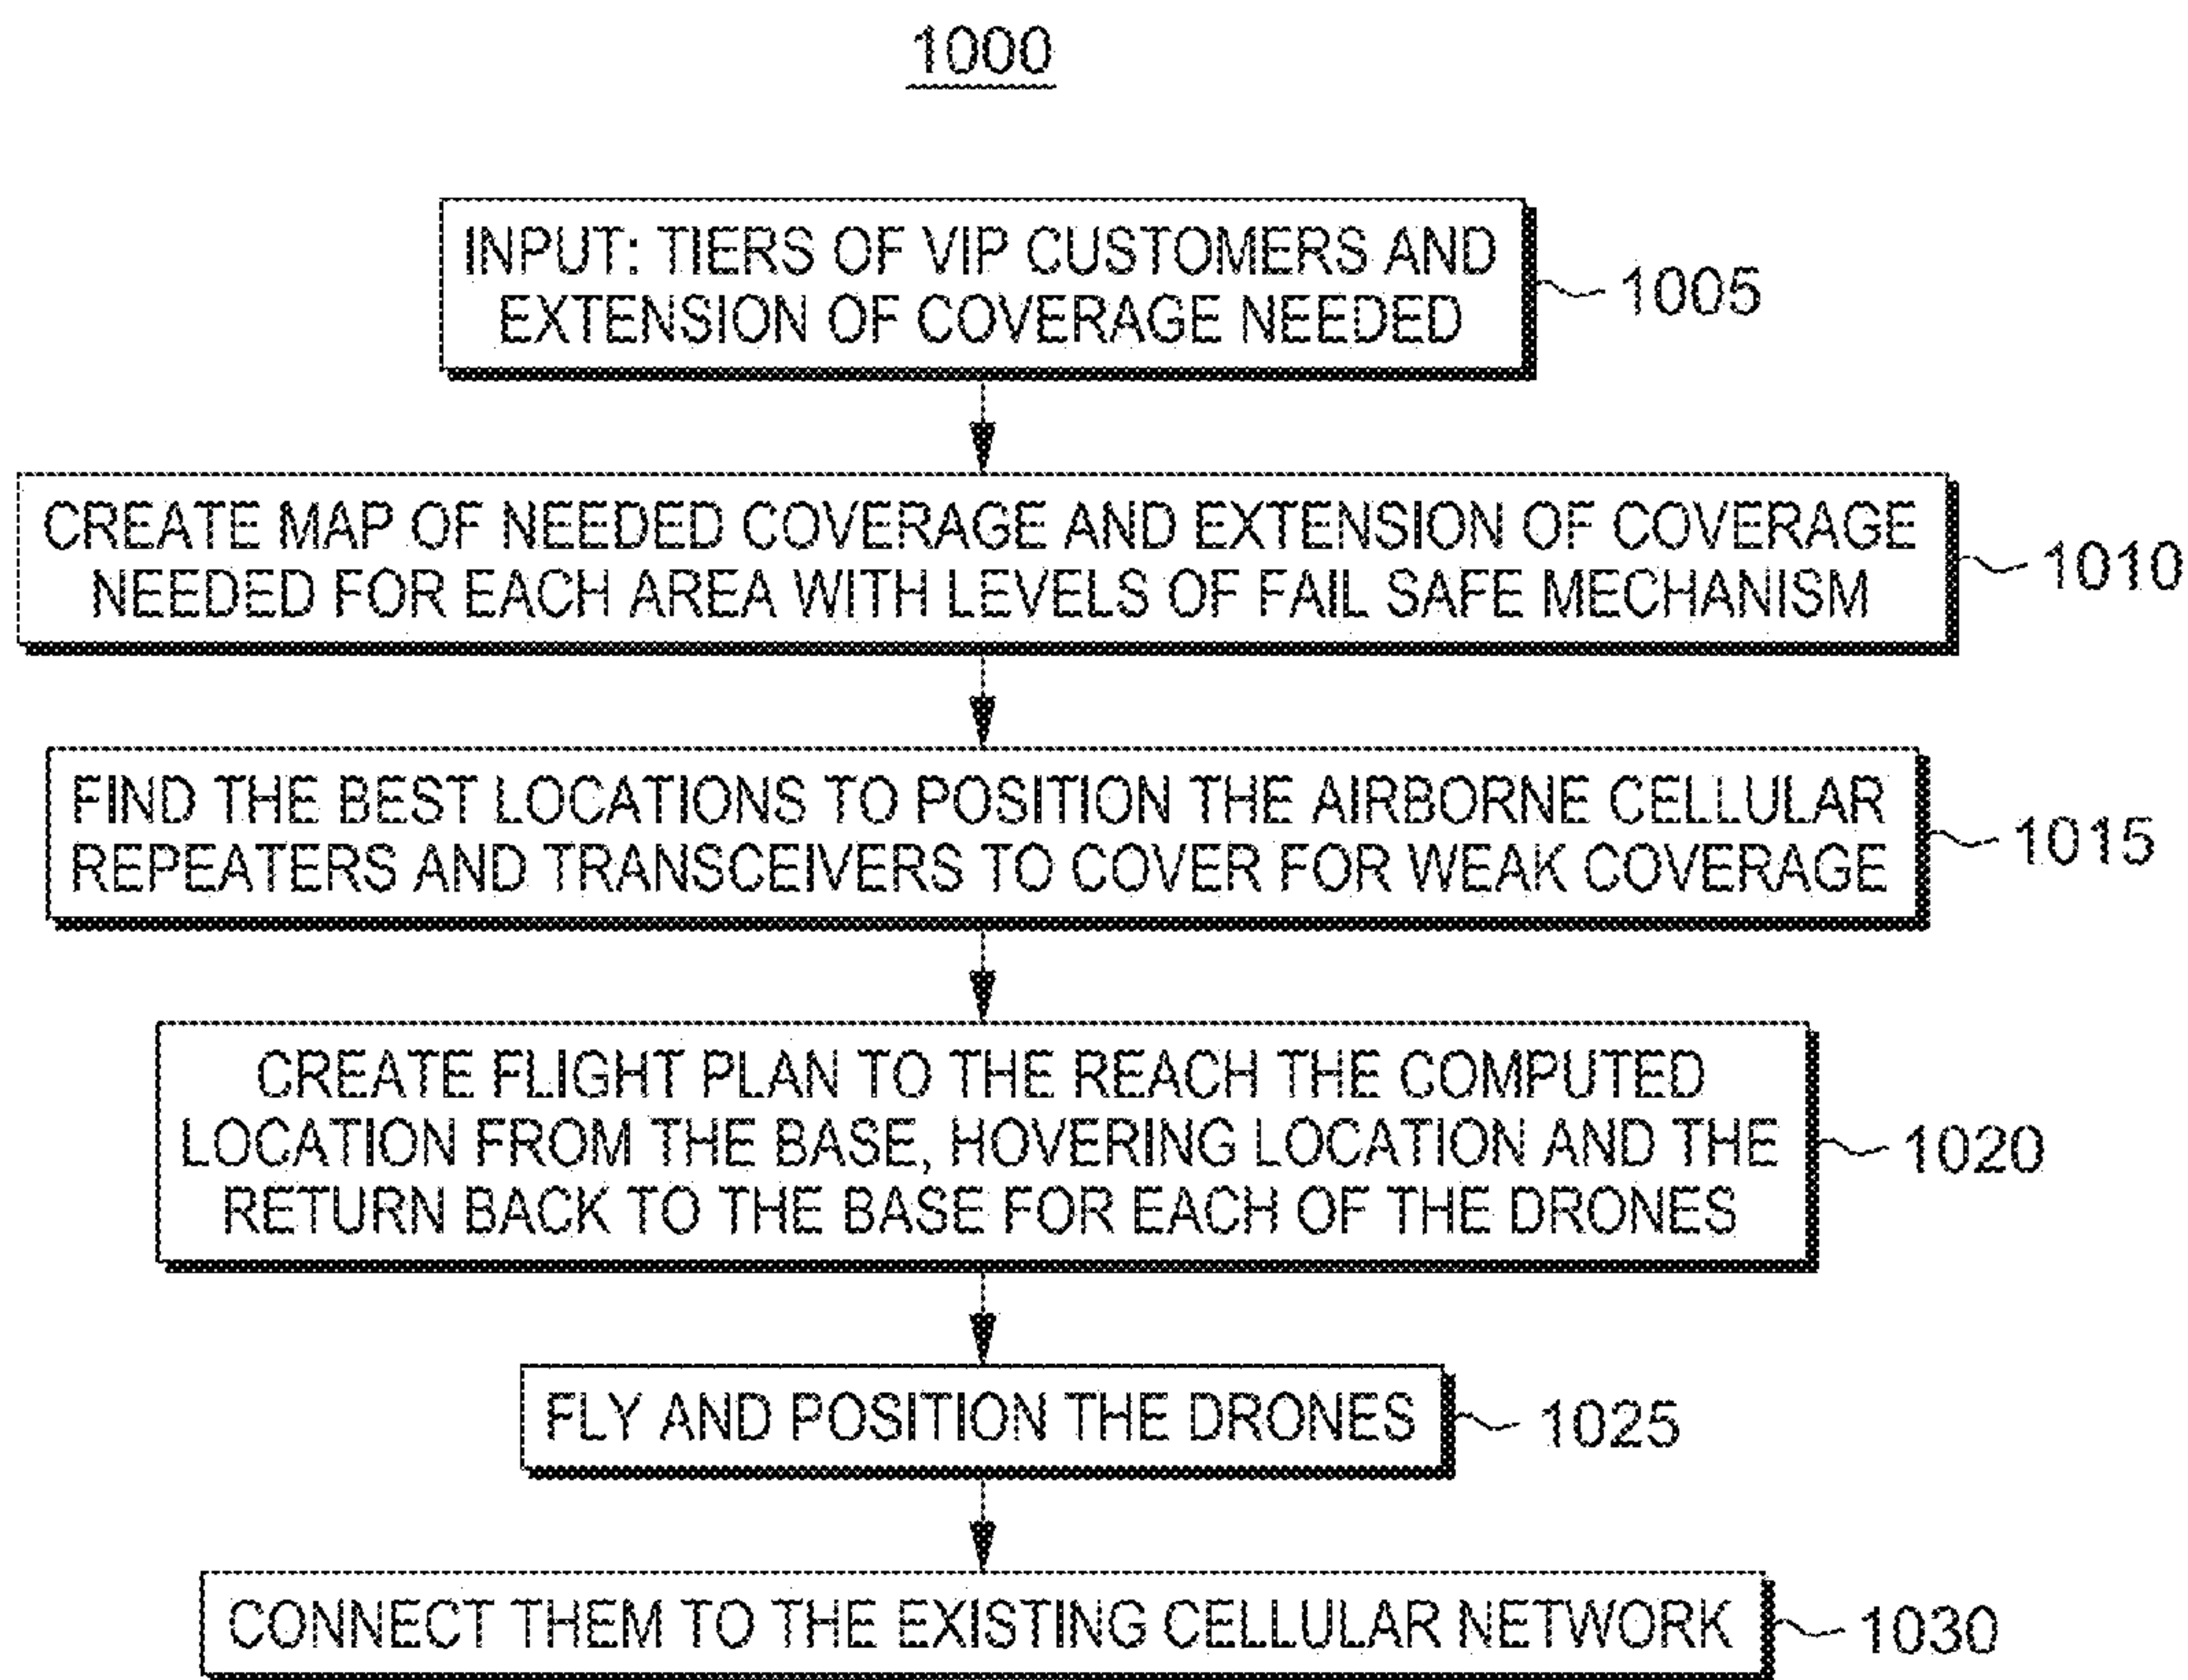 1000
INPUT: TIERS OF VIP CUSTOMERS AND
EXTENSION OF COVERAGE NEEDED
1005
CREATE MAP OF NEEDED COVERAGE AND EXTENSION OF COVERAGE
NEEDED FOR EACH AREA WITH LEVELS OF FAIL SAFE MECHANISM
1010
FIND THE BEST LOCATIONS TO POSITION THE AIRBORNE CELLULAR
REPEATERS AND TRANSCEIVERS TO COVER FOR WEAK COVERAGE
1015
CREATE FLIGHT PLAN TO THE REACH THE COMPUTED
LOCATION FROM THE BASE, HOVERING LOCATION AND THE
RETURN BACK TO THE BASE FOR EACH OF THE DRONES
1020
FLY AND POSITION THE DRONES
1025
CONNECT THEM TO THE EXISTING CELLULAR NETWORK
1030